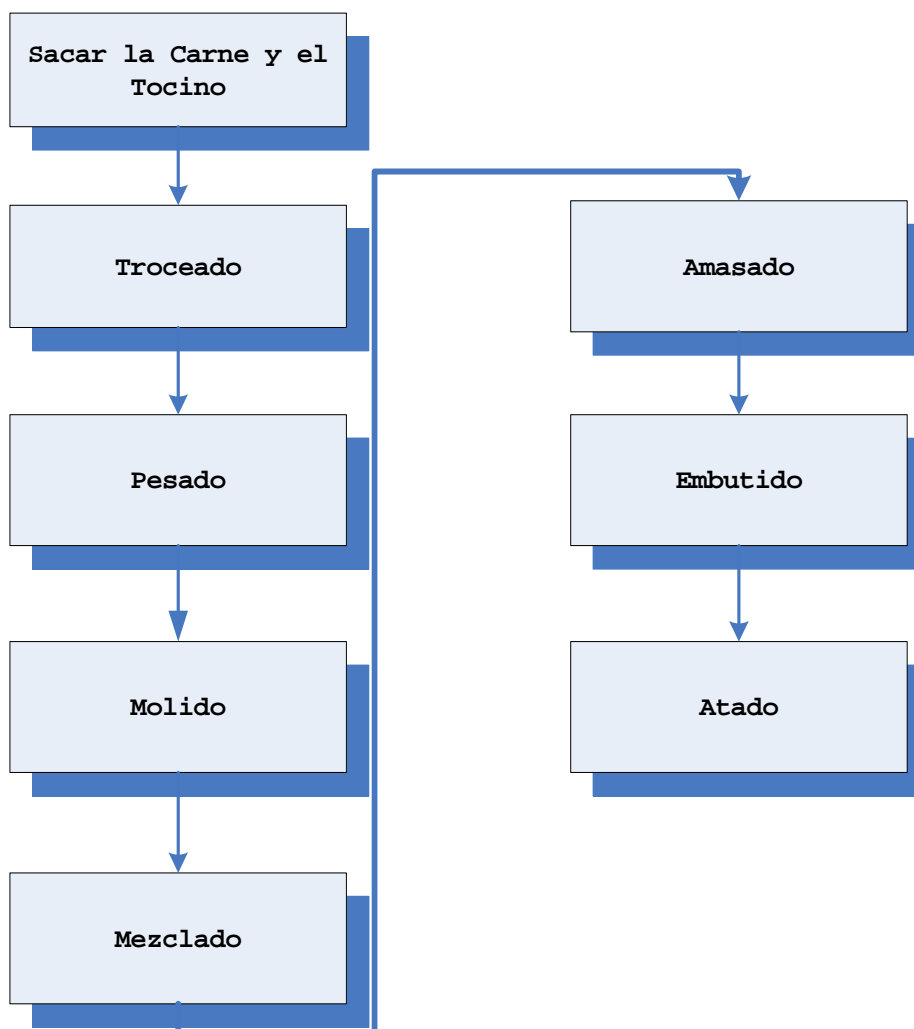 Sacar la Carne y el
Tocino
Troceado
Pesado
Molido
Mezclado
Amasado
Embutido
Atado